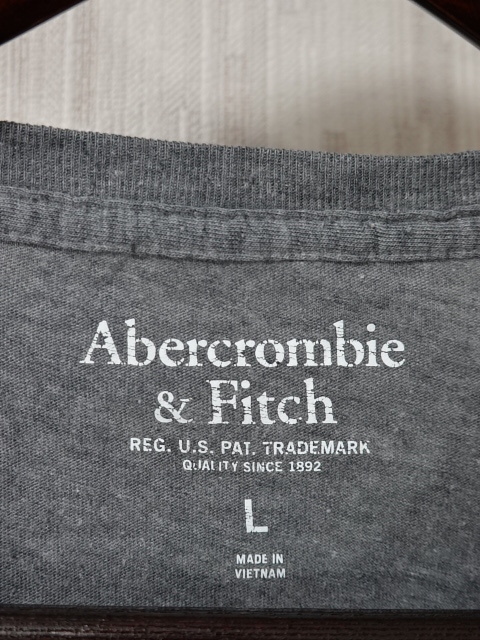 Abercrombie
& Fitch
REG. U.S. PAT. TRADEMARK
QUALITY SINCE 1892
L
MADE IN
VIETNAM